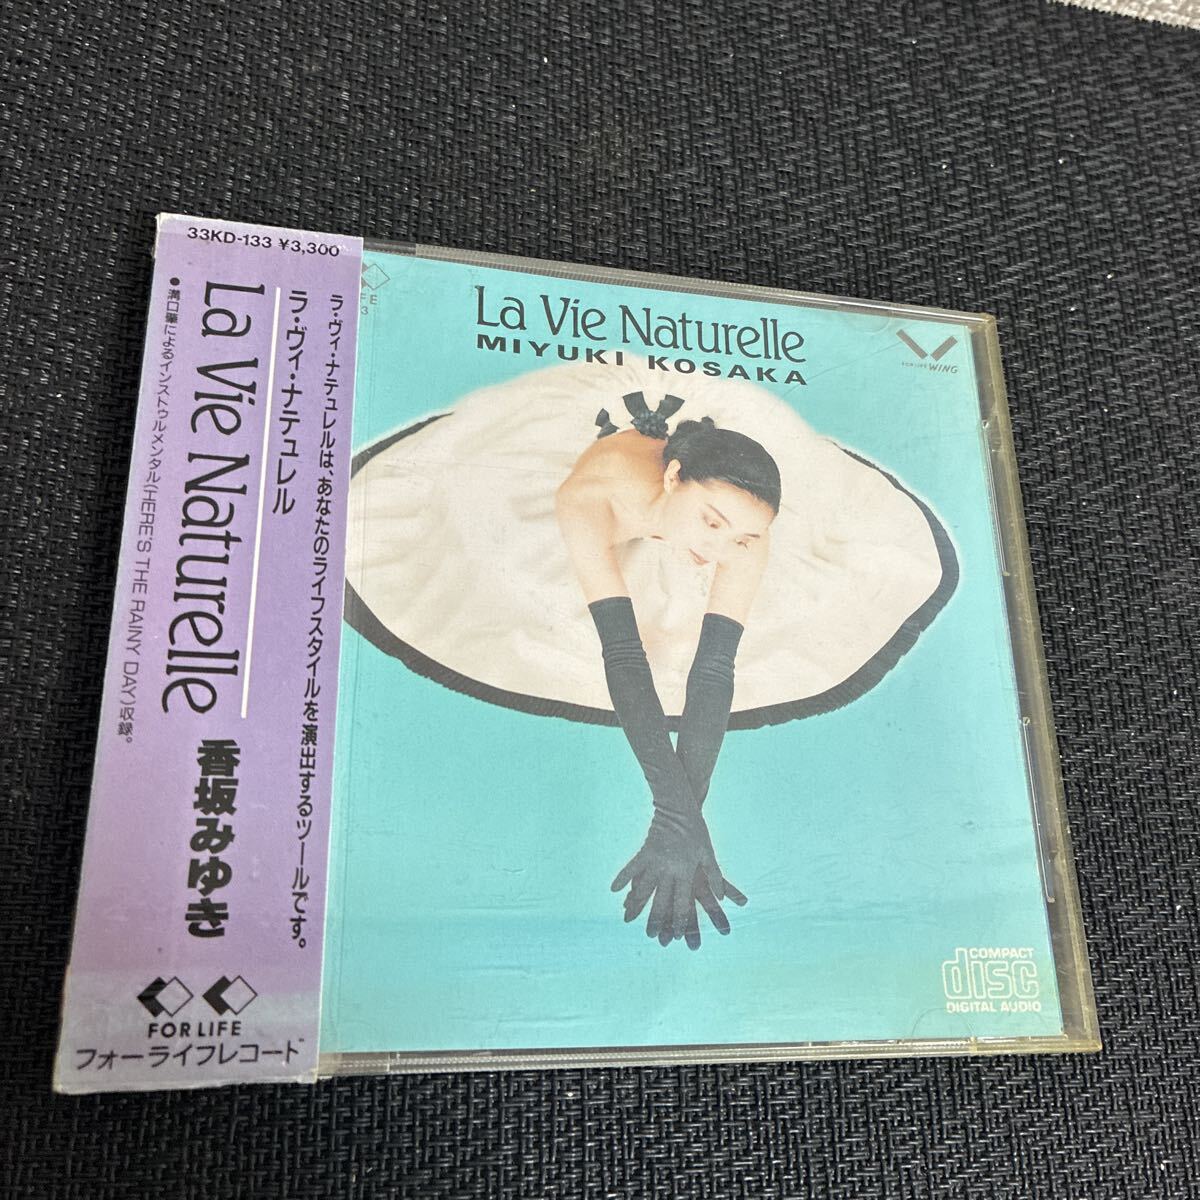 33KD-133 ¥3,300
ラ・ヴィ・ナテュレルは、あなたのライフスタイルを演出するツールです。
ラ・ヴィ・ナテュレル
La Vie Naturelle
香坂みゆき
●溝口肇によるインストゥルメンタル(HERE'S THE RAINY DAY)収録。
FOR LIFE
フォーライフレコード
La Vie Naturelle
MIYUKI KOSAKA
FOR LIFE WING
COMPACT
disc
DIGITAL AUDIO